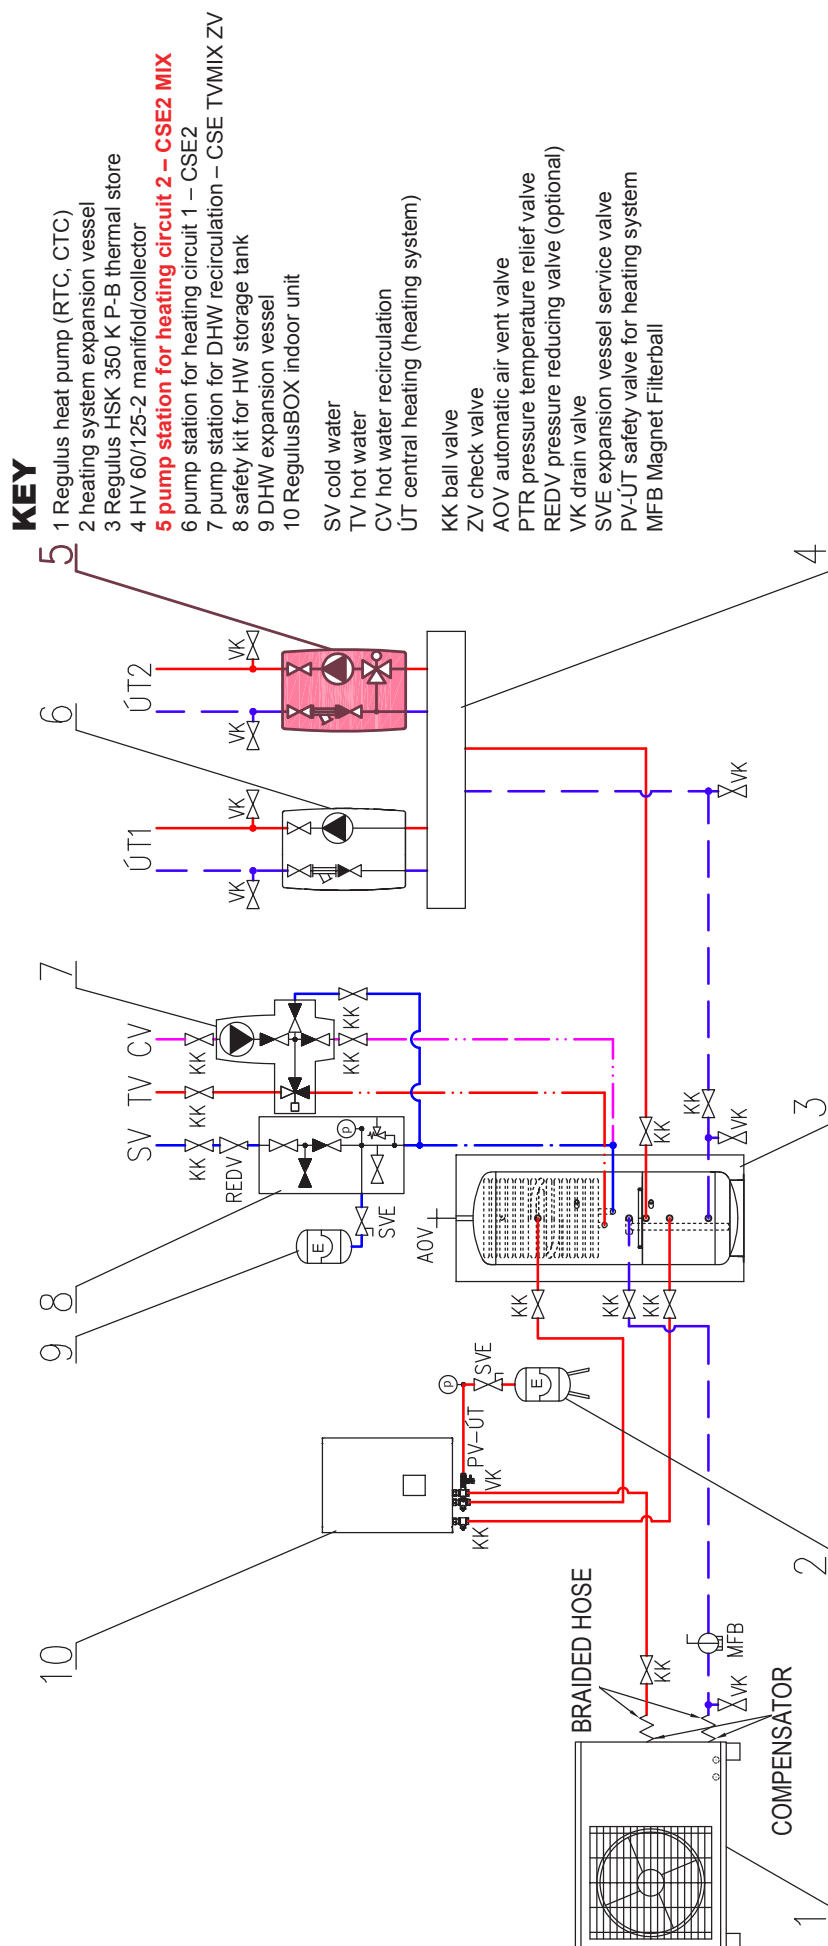 KEY
1 Regulus heat pump (RTC, CTC)
2 heating system expansion vessel
3 Regulus HSK 350 K P-B thermal store
4 HV 60/125-2 manifold/collector
5 pump station for heating circuit 2 – CSE2 MIX
6 pump station for heating circuit 1 – CSE2
7 pump station for DHW recirculation – CSE TVMIX ZV
8 safety kit for HW storage tank
9 DHW expansion vessel
10 RegulusBOX indoor unit
SV cold water
TV hot water
CV hot water recirculation
ÚT central heating (heating system)
KK ball valve
ZV check valve
AOV automatic air vent valve
PTR pressure temperature relief valve
REDV pressure reducing valve (optional)
VK drain valve
SVE expansion vessel service valve
PV-ÚT safety valve for heating system
MFB Magnet Filterball
10
9
8
7
6
5
SV
TV
CV
ÚT1
ÚT2
KK
KK
KK
VK
VK
VK
VK
REDV
p
KK
KK
E
SVE
AOV
p
SVE
E
PV-ÚT
VK
KK
KK
KK
KK
KK
KK
VK
VK
BRAIDED HOSE
KK
MFB
VK
COMPENSATOR
1
2
3
4